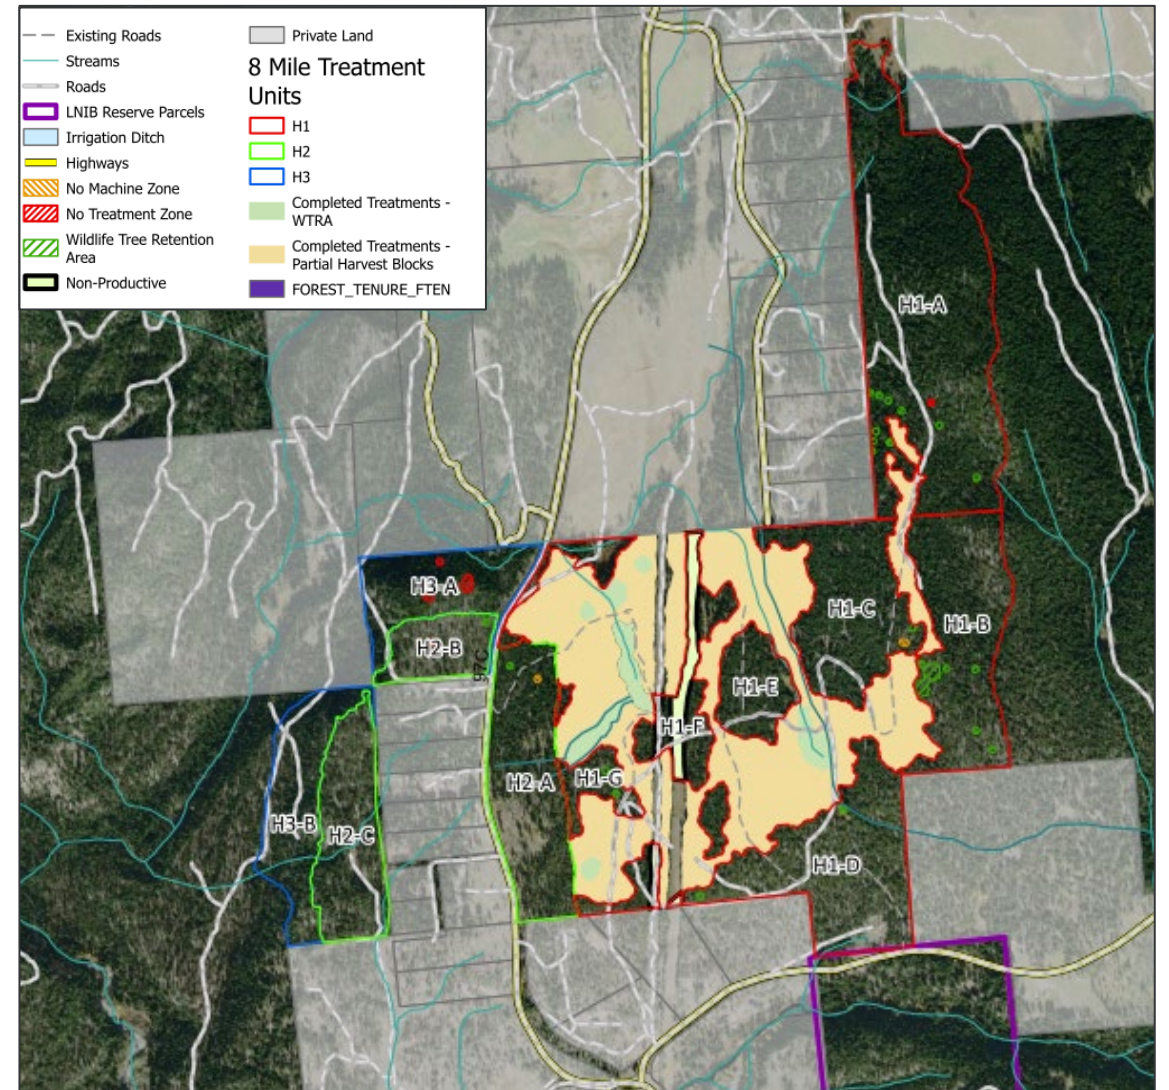 Existing Roads
Streams
Roads
LNIB Reserve Parcels
Irrigation Ditch
Highways
No Machine Zone
No Treatment Zone
Wildlife Tree Retention
Area
Non-Productive
Private Land
8 Mile Treatment
Units
H1
H2
H3
Completed Treatments -
WTRA
Completed Treatments -
Partial Harvest Blocks
FOREST_TENURE_FTEN
H1-A
H3-A
H1-C
H1-B
H2-B
97C
H1-E
H1-F
H2-A
H1-G
H3-B
H2-C
H1-D